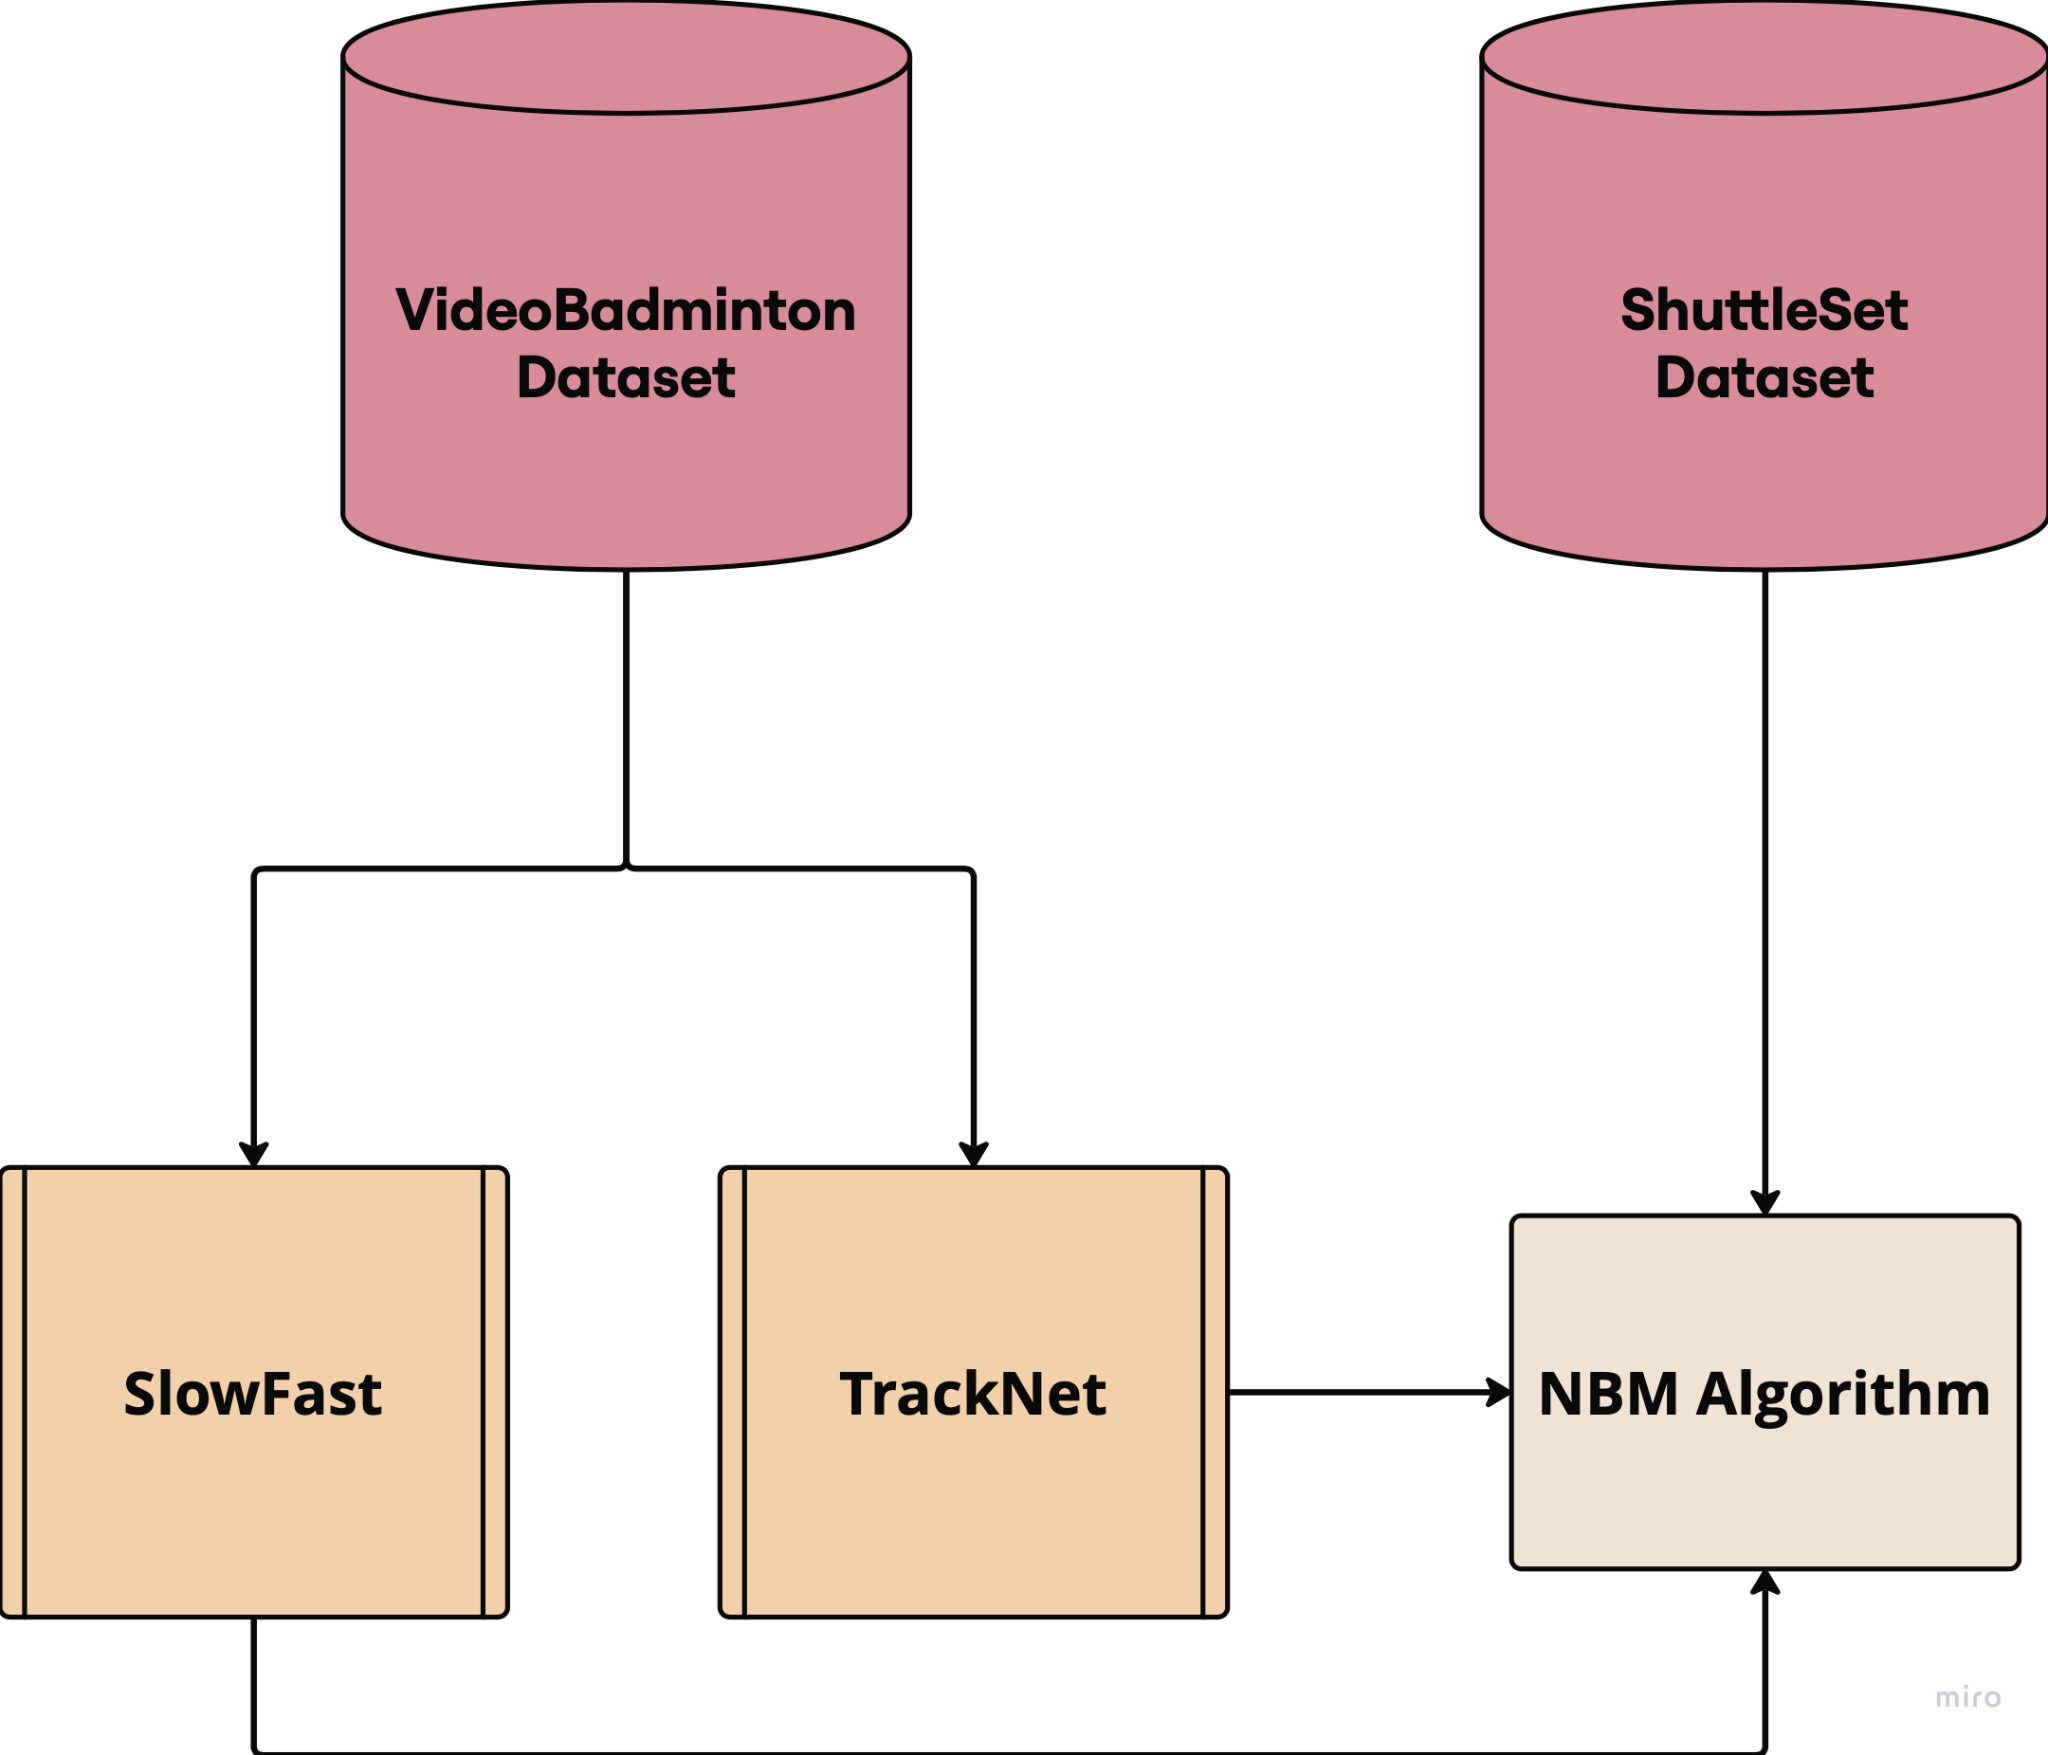 VideoBadminton
Dataset
ShuttleSet
Dataset
SlowFast
TrackNet
NBM Algorithm
miro